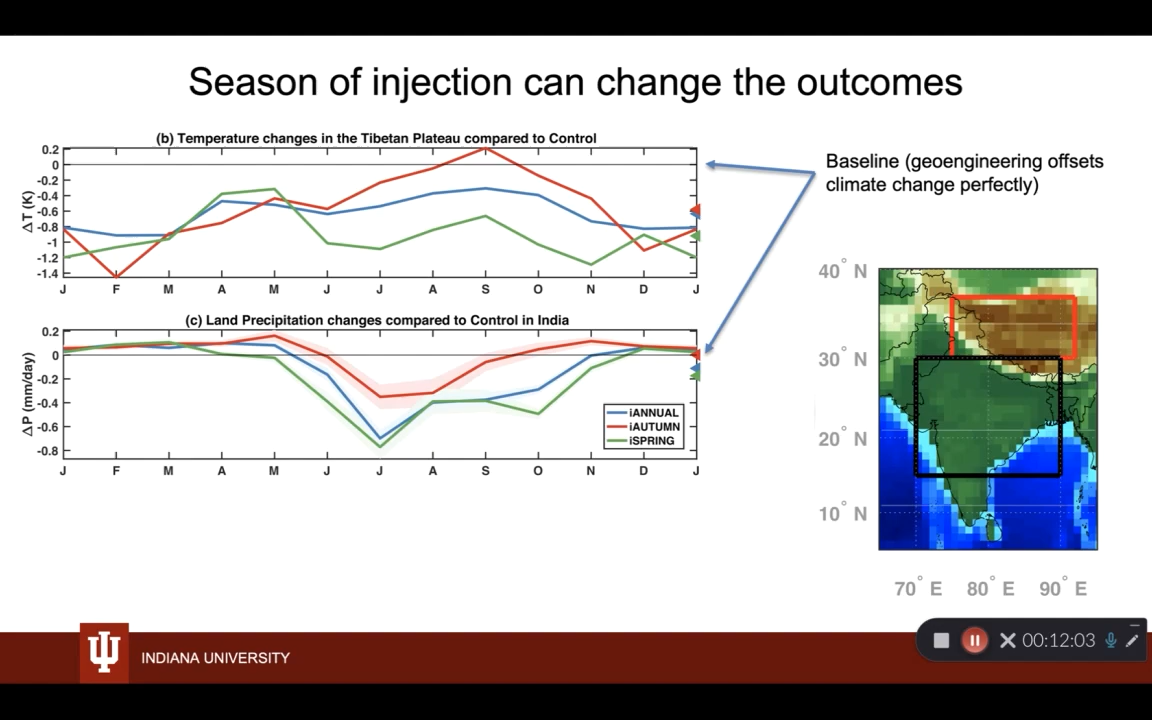 Season of injection can change the outcomes
(b) Temperature changes in the Tibetan Plateau compared to Control
ΔT (K)
0.2
0
-0.2
-0.4
-0.6
-0.8
-1
-1.2
-1.4
J F M A M J J A S O N D J
(c) Land Precipitation changes compared to Control in India
ΔP (mm/day)
0.2
0
-0.2
-0.4
-0.6
-0.8
iANNUAL
iAUTUMN
iSPRING
J F M A M J J A S O N D J
Baseline (geoengineering offsets
climate change perfectly)
40° N
30° N
20° N
10° N
70° E 80° E 90° E
INDIANA UNIVERSITY
00:12:03